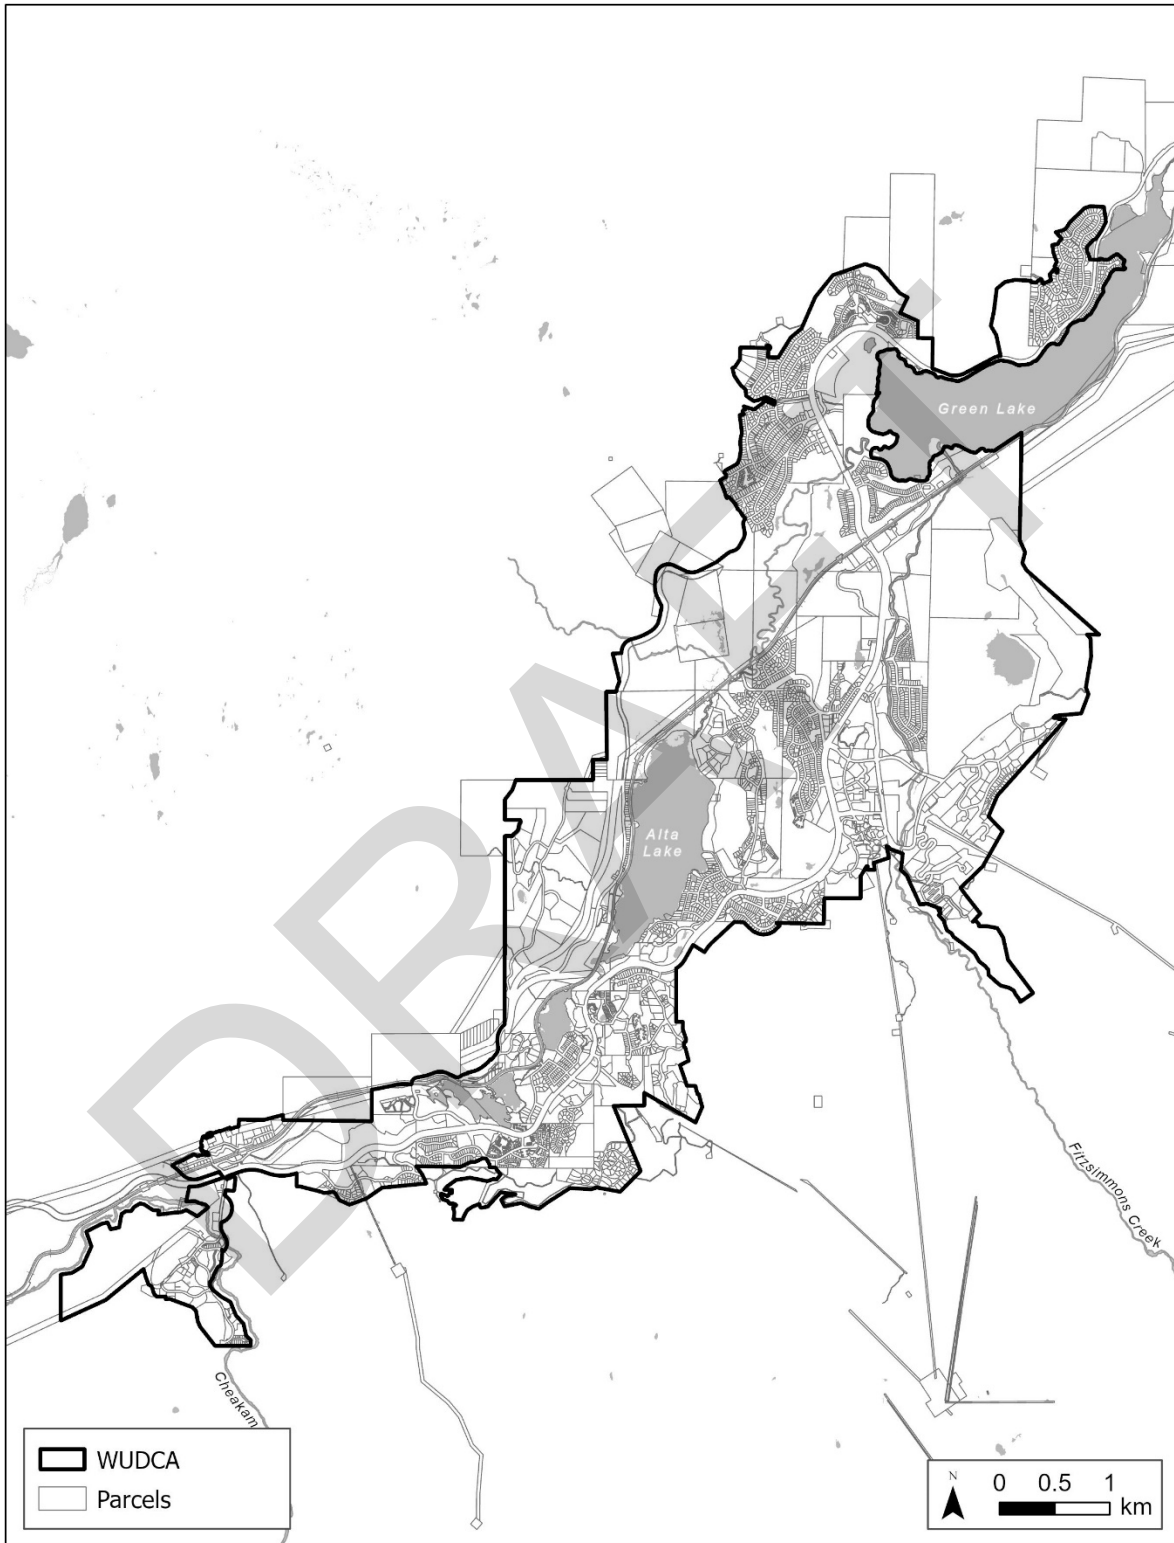 Green Lake
Alta
Lake
Fitzsimmons Creek
Cheakam
DRAFT
WUDCA
Parcels
N
0 0.5 1
km